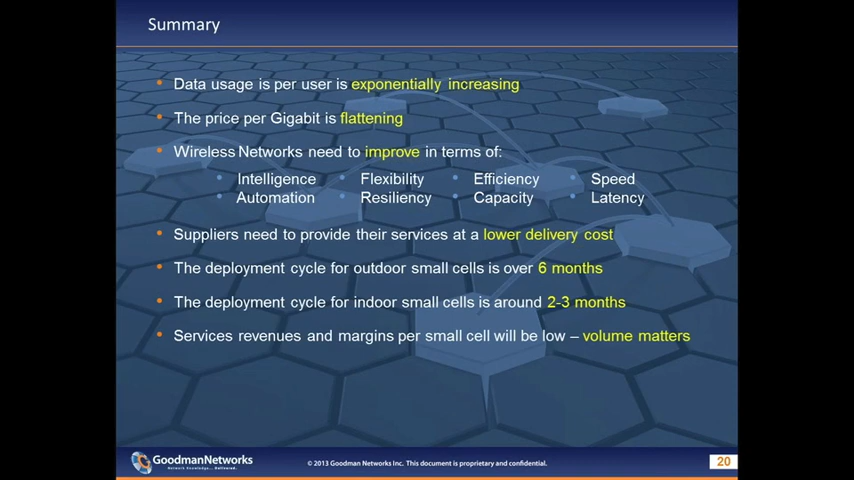 Summary
• Data usage is per user is exponentially increasing
• The price per Gigabit is flattening
• Wireless Networks need to improve in terms of:
• Intelligence • Flexibility • Efficiency • Speed
• Automation • Resiliency • Capacity • Latency
• Suppliers need to provide their services at a lower delivery cost
• The deployment cycle for outdoor small cells is over 6 months
• The deployment cycle for indoor small cells is around 2-3 months
• Services revenues and margins per small cell will be low – volume matters
GoodmanNetworks
Network Knowledge... Delivered.
© 2013 Goodman Networks Inc. This document is proprietary and confidential.
20